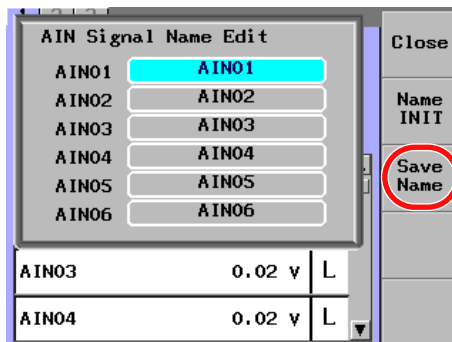 AIN Signal Name Edit
AIN01 AIN01
AIN02 AIN02
AIN03 AIN03
AIN04 AIN04
AIN05 AIN05
AIN06 AIN06
AIN03 0.02 V L
AIN04 0.02 V L
Close
Name
INIT
Save
Name